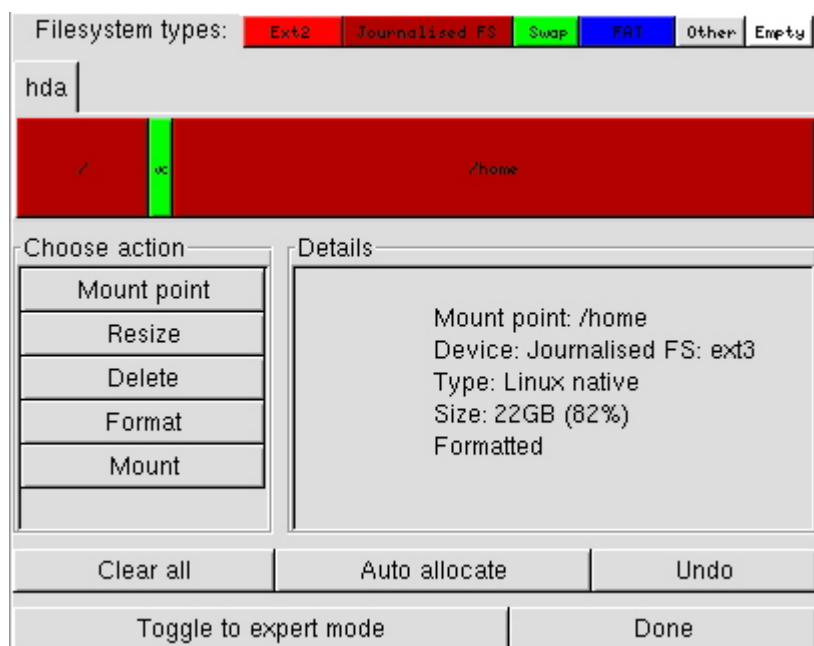 Filesystem types: Ext2 Journalised FS Swap FAT Other Empty
hda
/ /home
Choose action
Mount point
Resize
Delete
Format
Mount
Details
Mount point: /home
Device: Journalised FS: ext3
Type: Linux native
Size: 22GB (82%)
Formatted
Clear all Auto allocate Undo
Toggle to expert mode Done